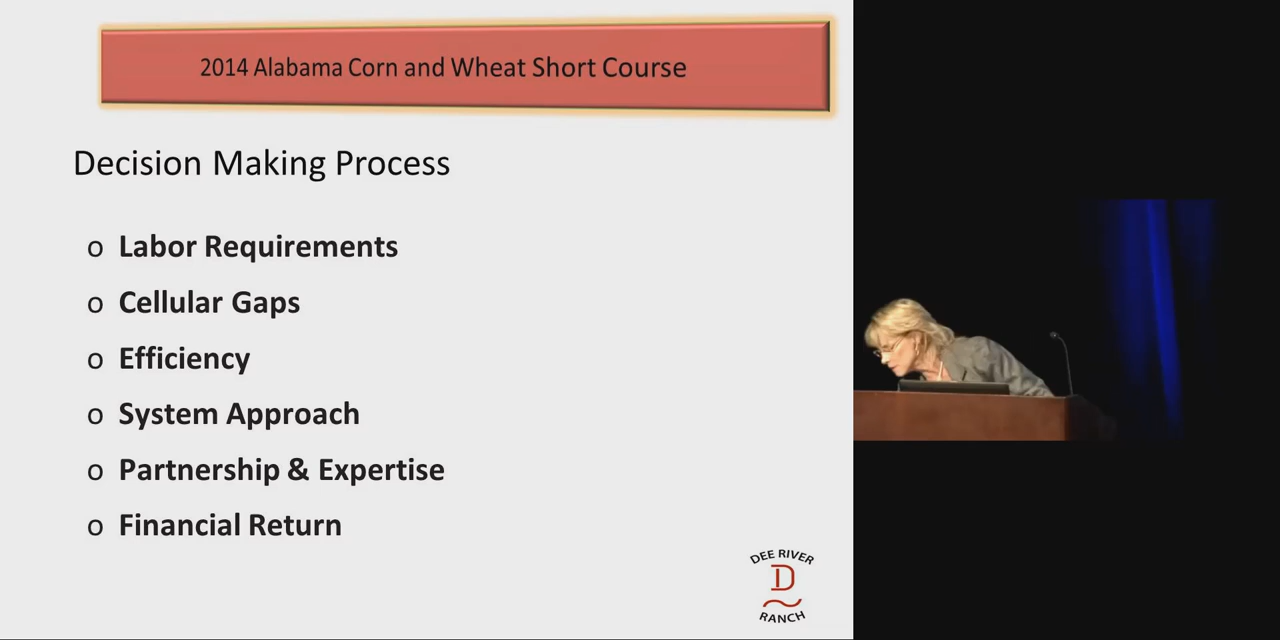 2014 Alabama Corn and Wheat Short Course
Decision Making Process
o Labor Requirements
o Cellular Gaps
o Efficiency
o System Approach
o Partnership & Expertise
o Financial Return
DEE RIVER
D
RANCH